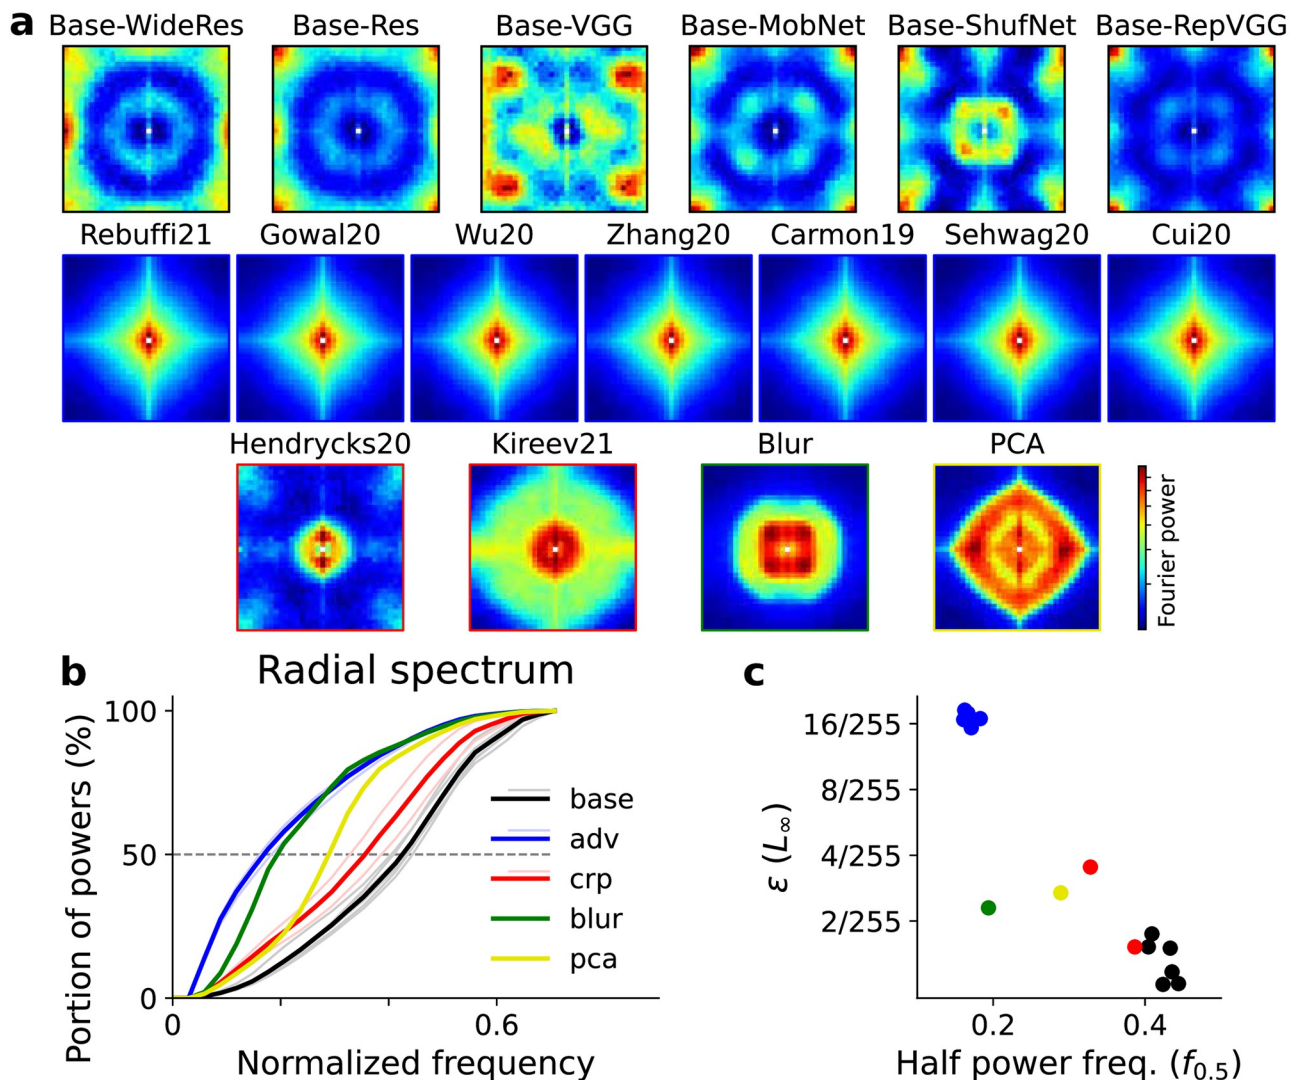 a
Base-WideRes Base-Res Base-VGG Base-MobNet Base-ShufNet Base-RepVGG
Rebuffi21 Gowal20 Wu20 Zhang20 Carmon19 Sehwag20 Cui20
Hendrycks20 Kireev21 Blur PCA
Fourier power
b
Radial spectrum
Portion of powers (%)
100
50
0
0 0.6
Normalized frequency
base
adv
crp
blur
pca
c
ε (L∞)
16/255
8/255
4/255
2/255
0.2 0.4
Half power freq. (f0.5)